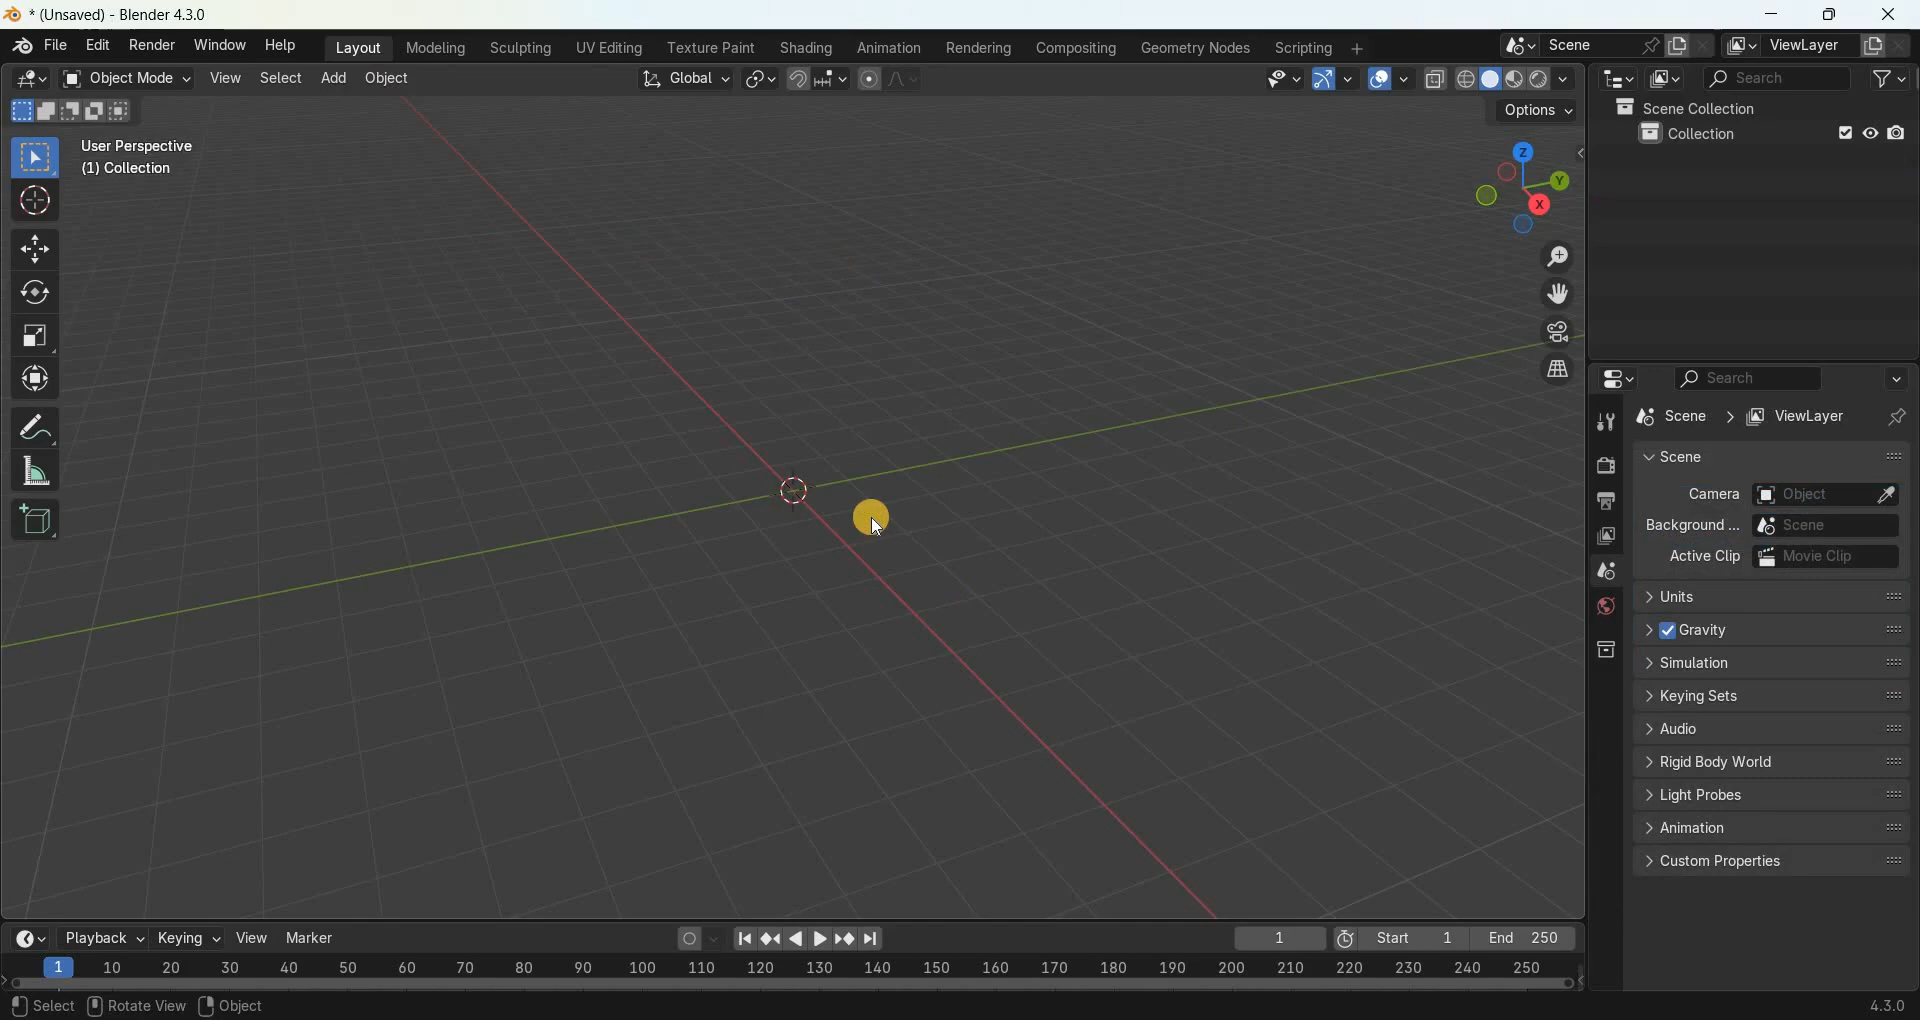 * (Unsaved) - Blender 4.3.0
File Edit Render Window Help Layout Modeling Sculpting UV Editing Texture Paint Shading Animation Rendering Compositing Geometry Nodes Scripting + Scene ViewLayer
Object Mode View Select Add Object Global Search
Options
User Perspective
(1) Collection
Z
Y
X
Scene Collection
Collection
Search
Scene > ViewLayer
Scene
Camera Object
Background ... Scene
Active Clip Movie Clip
Units
Gravity
Simulation
Keying Sets
Audio
Rigid Body World
Light Probes
Animation
Custom Properties
Playback Keying View Marker 1 Start 1 End 250
1 10 20 30 40 50 60 70 80 90 100 110 120 130 140 150 160 170 180 190 200 210 220 230 240 250
Select Rotate View Object 4.3.0